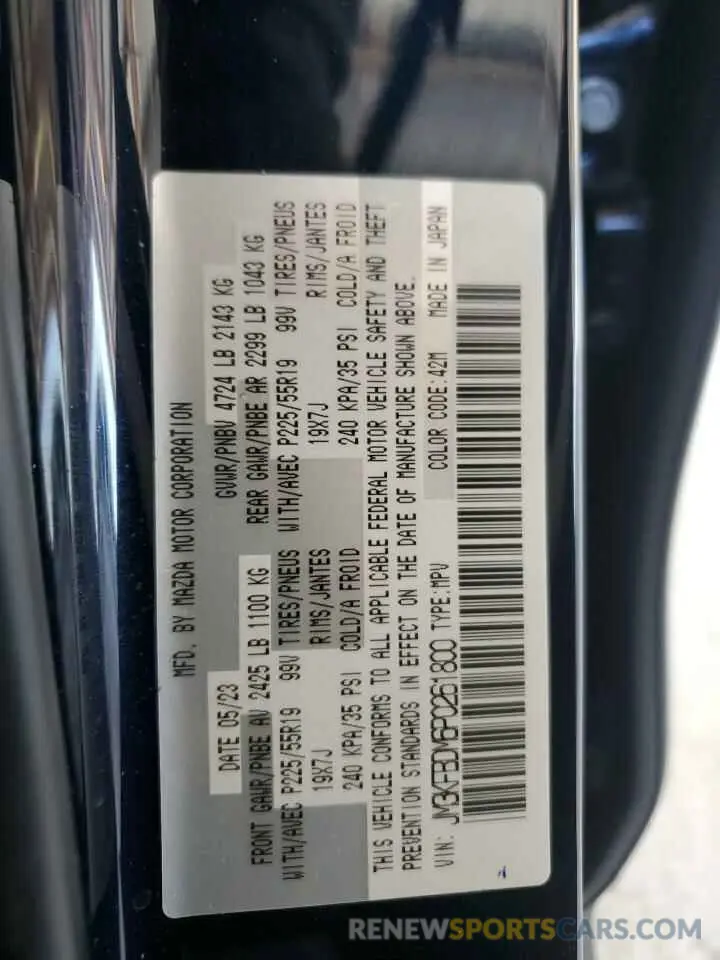 MFD. BY MAZDA MOTOR CORPORATION
DATE 05/23 GVWR/PNBV 4724 LB 2143 KG
FRONT GAWR/PNBE AV 2425 LB 1100 KG REAR GAWR/PNBE AR 2299 LB 1043 KG
WITH/AVEC P225/55R19 99V TIRES/PNEUS WITH/AVEC P225/55R19 99V TIRES/PNEUS
19X7J RIMS/JANTES 19X7J RIMS/JANTES
240 KPA/35 PSI COLD/A FROID 240 KPA/35 PSI COLD/A FROID
THIS VEHICLE CONFORMS TO ALL APPLICABLE FEDERAL MOTOR VEHICLE SAFETY AND THEFT
PREVENTION STANDARDS IN EFFECT ON THE DATE OF MANUFACTURE SHOWN ABOVE.
VIN: JM3KFBDM6P0261800 TYPE:MPV COLOR CODE:42M MADE IN JAPAN
RENEWSPORTSCARS.COM